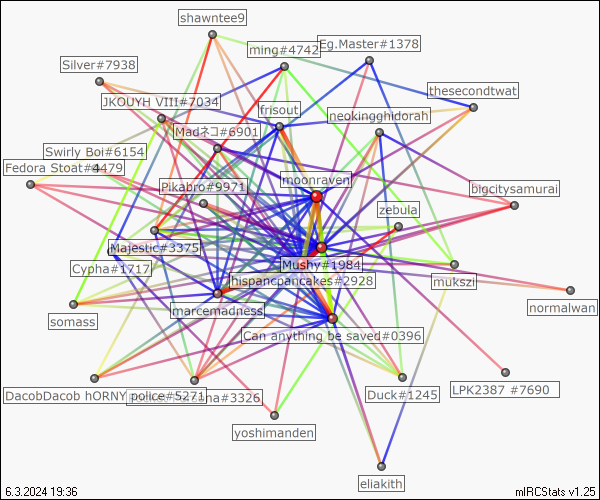 shawntee9
Eg.Master#1378
ming#4742
Silver#7938
thesecondtwat
JKOUYH VIII#7034
frisout
neokingghidorah
Madネコ#6901
Swirly Boi#6154
Fedora Stoat#4479
moonraven
Pikabro#9971
bigcitysamurai
zebula
Majestic#3375
Mushy#1984
Cypha#1717
hispancpancakes#2928
mukszi
somass
marcemadness
normalwan
Can anything be saved#0396
DacobDacob hORNY police#5271
na#3326
Duck#1245
LPK2387 #7690
yoshimanden
eliakith
6.3.2024 19:36
mIRCStats v1.25